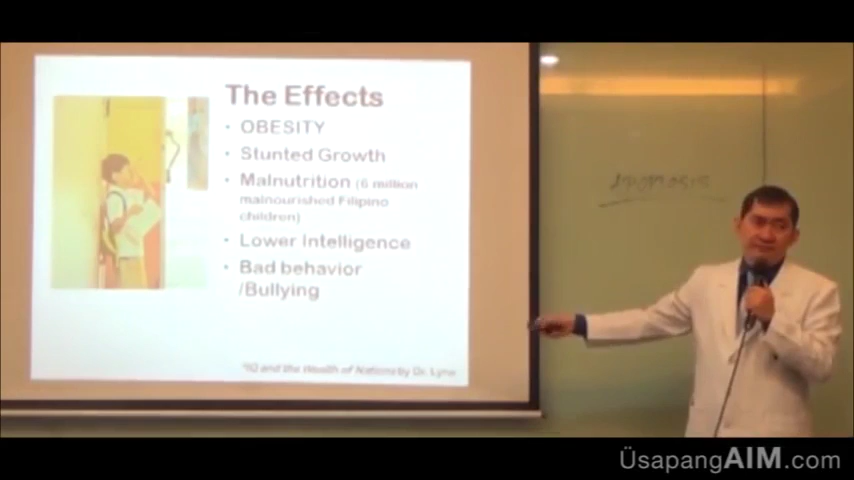 The Effects
• OBESITY
• Stunted Growth
• Malnutrition (6 million
malnourished Filipino
children)
• Lower Intelligence
• Bad behavior
/Bullying
IQ and the Wealth of Nations by Dr. Lynn
ÜsapangAIM.com